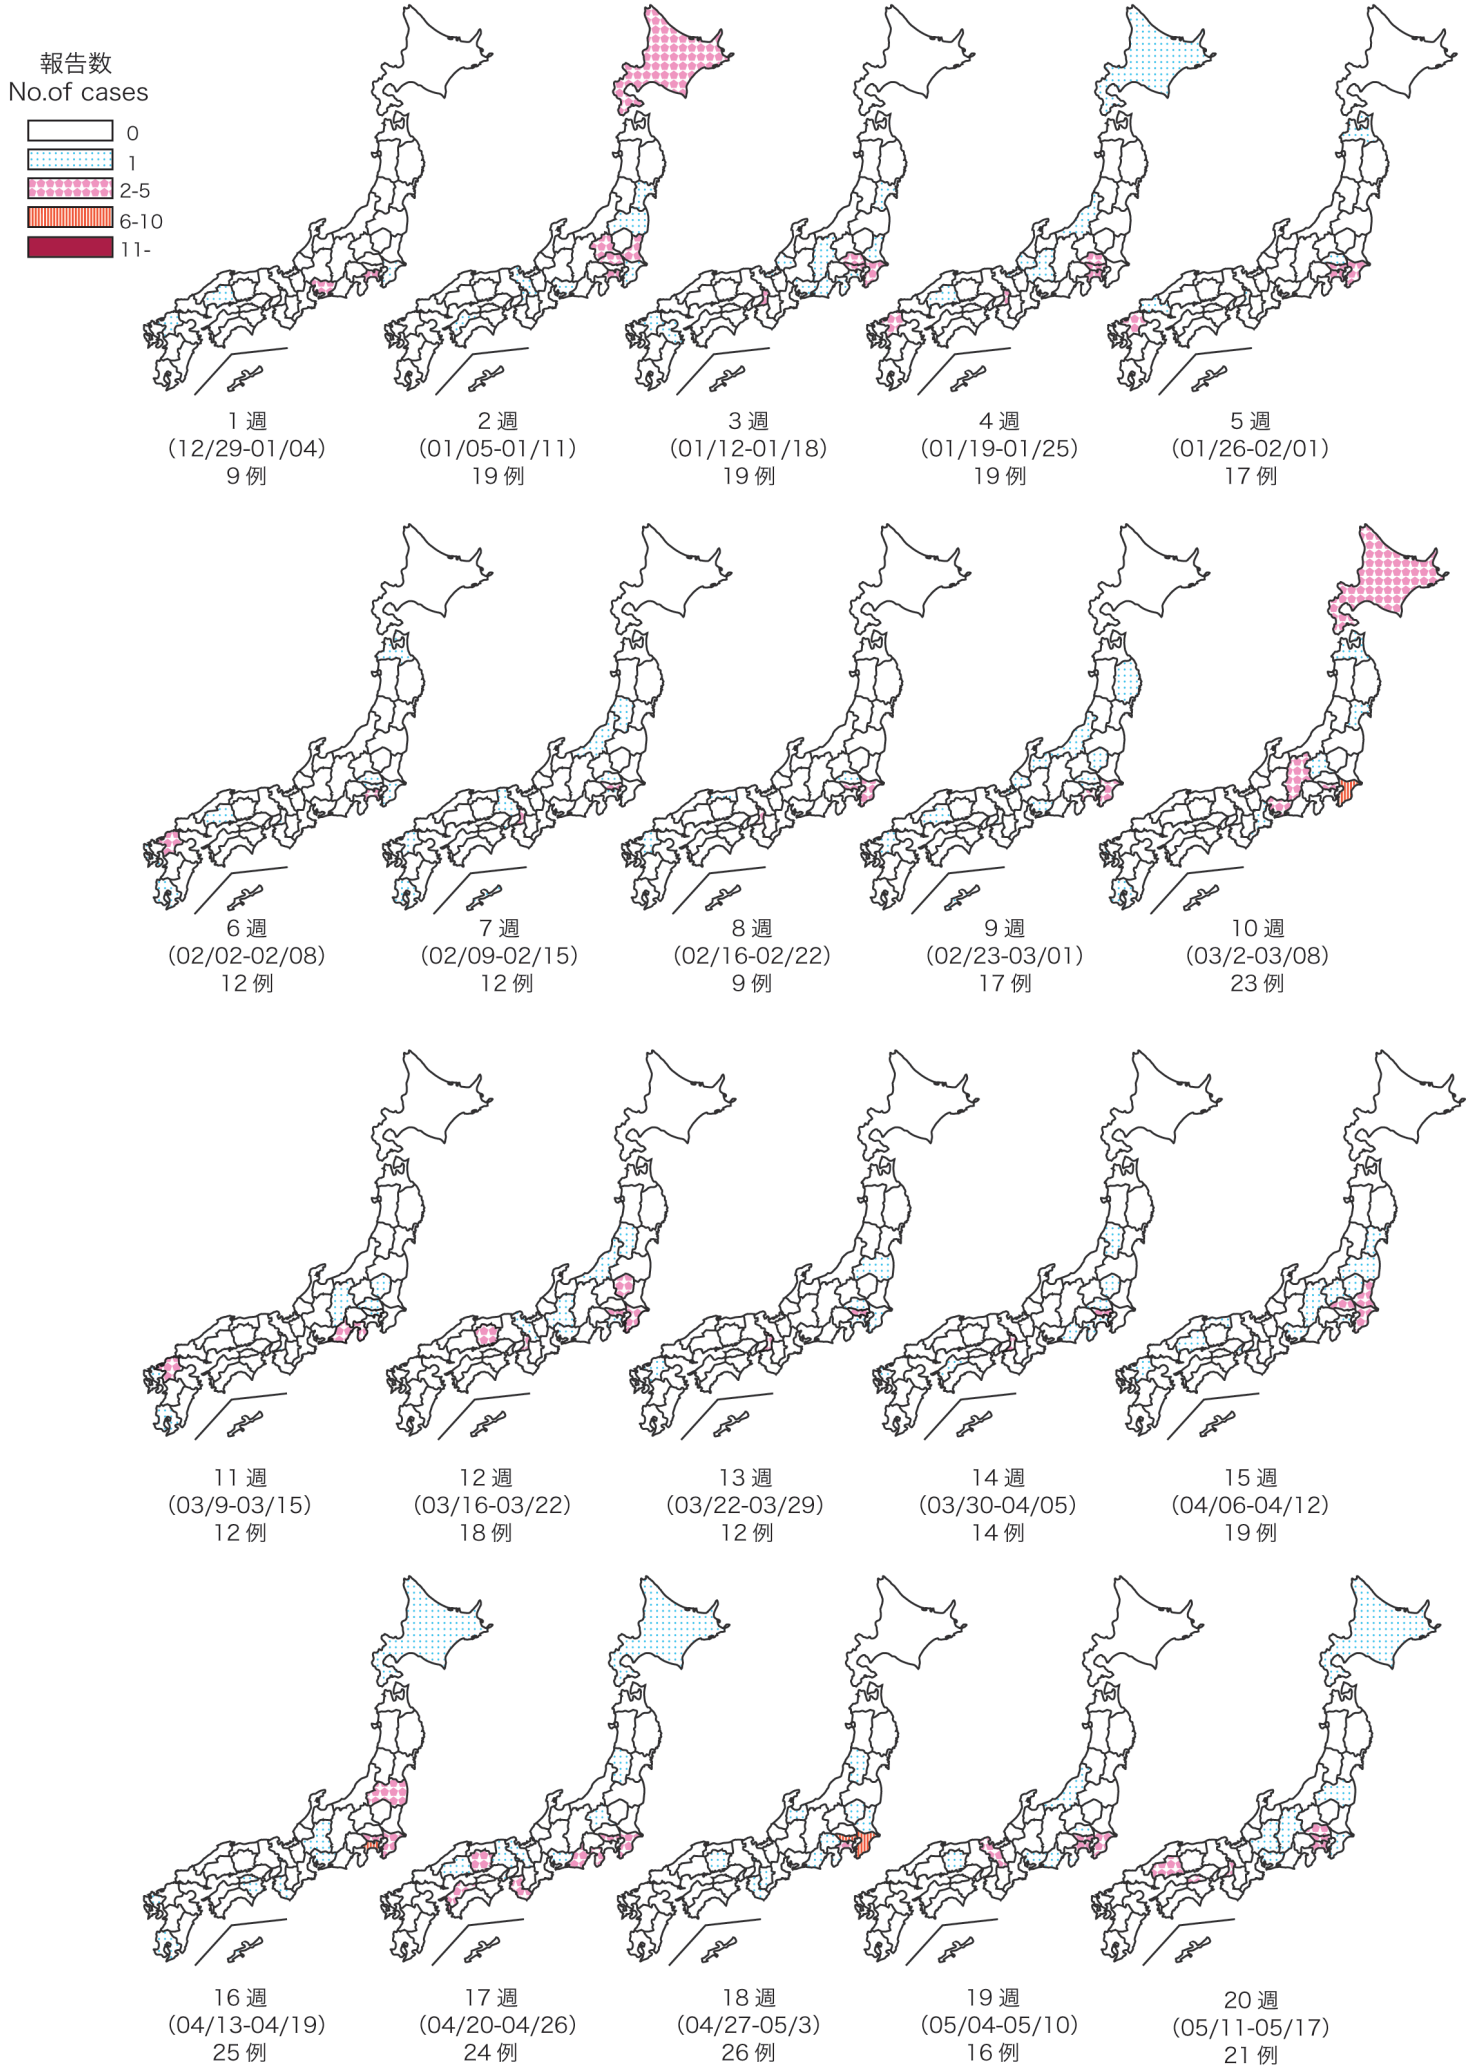 報告数
No.of cases
0
1
2-5
6-10
11-
1 週
(12/29-01/04)
9 例
2 週
(01/05-01/11)
19 例
3 週
(01/12-01/18)
19 例
4 週
(01/19-01/25)
19 例
5 週
(01/26-02/01)
17 例
6 週
(02/02-02/08)
12 例
7 週
(02/09-02/15)
12 例
8 週
(02/16-02/22)
9 例
9 週
(02/23-03/01)
17 例
10 週
(03/2-03/08)
23 例
11 週
(03/9-03/15)
12 例
12 週
(03/16-03/22)
18 例
13 週
(03/22-03/29)
12 例
14 週
(03/30-04/05)
14 例
15 週
(04/06-04/12)
19 例
16 週
(04/13-04/19)
25 例
17 週
(04/20-04/26)
24 例
18 週
(04/27-05/3)
26 例
19 週
(05/04-05/10)
16 例
20 週
(05/11-05/17)
21 例